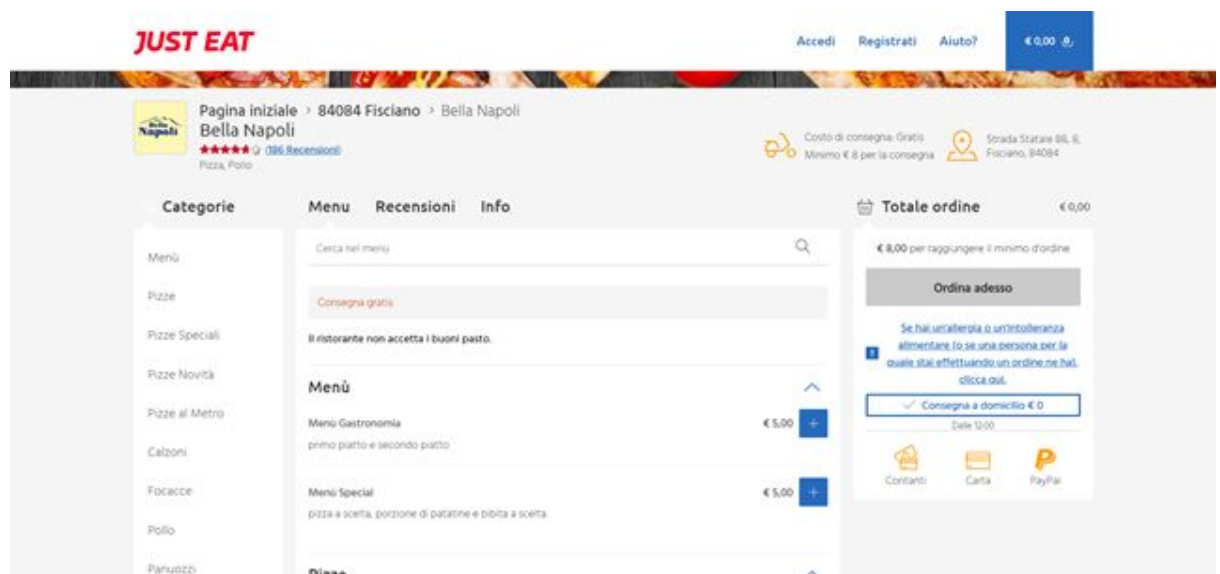 JUST EAT
Accedi Registrati Aiuto? € 0,00
Pagina iniziale > 84084 Fisciano > Bella Napoli
Bella Napoli
Bella Napoli
(186 Recensioni)
Pizza, Pollo
Costo di consegna: Gratis
Minimo € 8 per la consegna
Strada Statale 88, 8,
Fisciano, 84084
Categorie
Menù
Pizze
Pizze Speciali
Pizze Novità
Pizze al Metro
Calzoni
Focacce
Pollo
Panuozzi
Menu Recensioni Info
Cerca nel menù
Consegna gratis
Il ristorante non accetta i buoni pasto.
Menù
Menù Gastronomia € 5,00 +
primo piatto e secondo piatto
Menù Special € 5,00 +
pizza a scelta, porzione di patatine e bibita a scelta
Pizze
Totale ordine € 0,00
€ 8,00 per raggiungere il minimo d'ordine
Ordina adesso
Se hai un'allergia o un'intolleranza
alimentare (o se una persona per la
quale stai effettuando un ordine ne ha),
clicca qui.
Consegna a domicilio € 0
Dalle 12:00
Contanti Carta PayPal